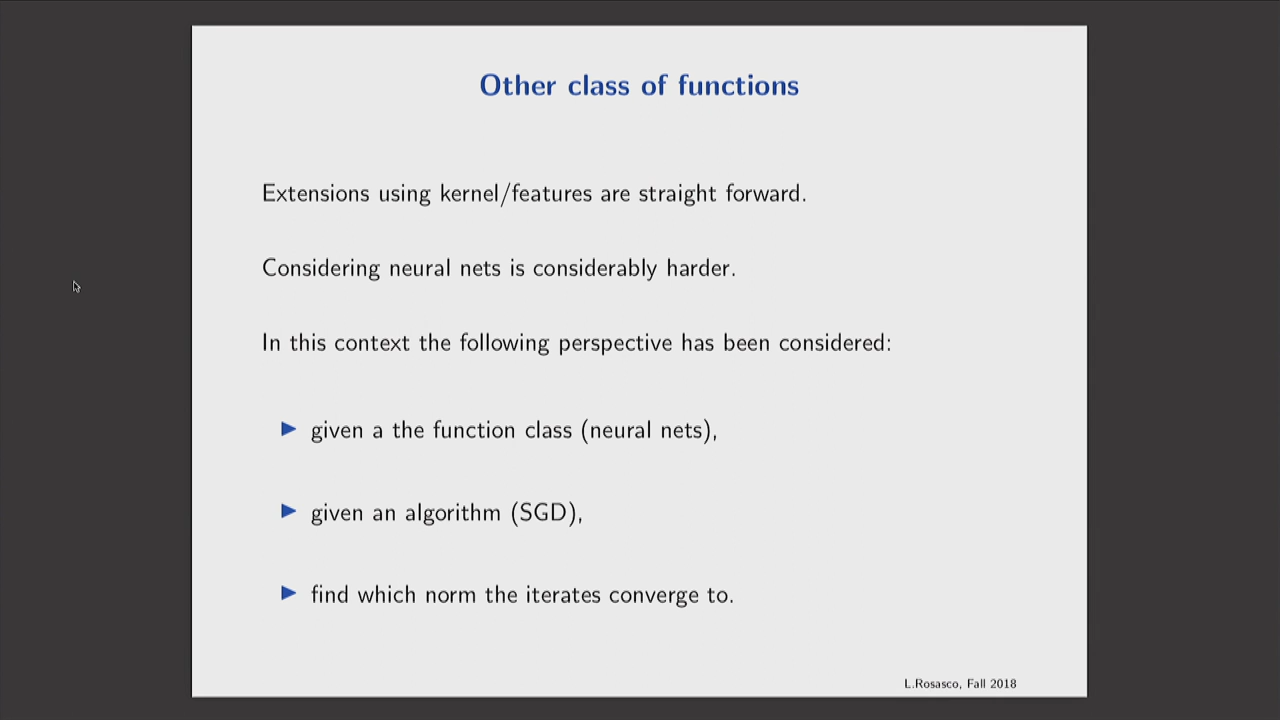 Other class of functions
Extensions using kernel/features are straight forward.
Considering neural nets is considerably harder.
In this context the following perspective has been considered:
given a the function class (neural nets),
given an algorithm (SGD),
find which norm the iterates converge to.
L.Rosasco, Fall 2018